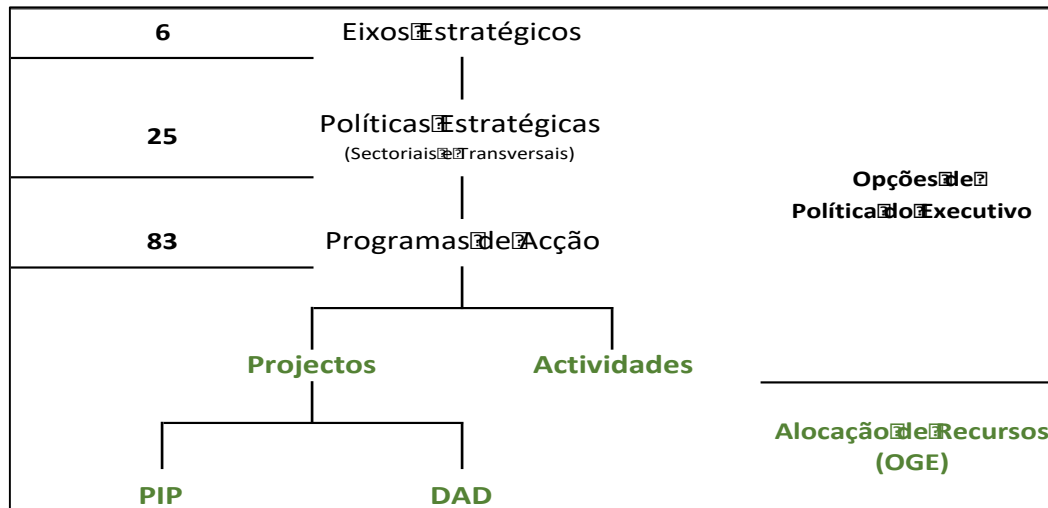 6 Eixos Estratégicos
25 Políticas Estratégicas
(Sectoriais e Transversais)
Opções de
Política do Executivo
83 Programas de Acção
Projectos Actividades
Alocação de Recursos
(OGE)
PIP DAD